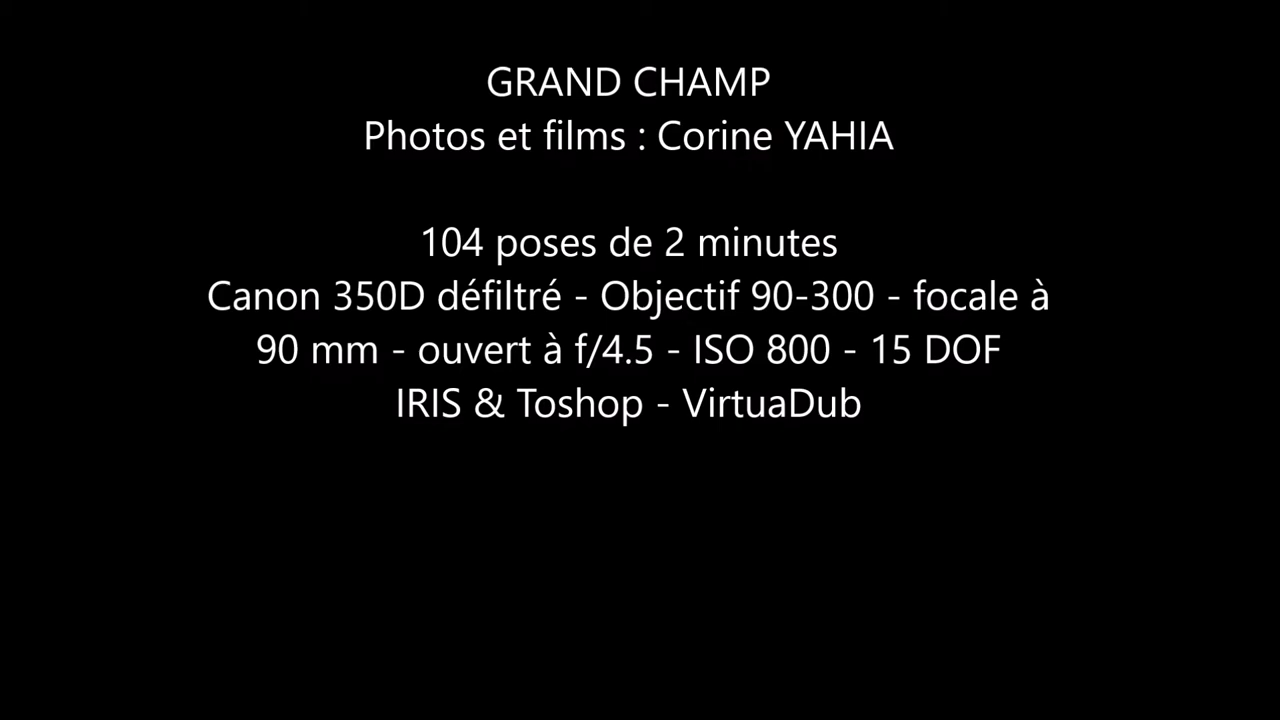 GRAND CHAMP
Photos et films : Corine YAHIA
104 poses de 2 minutes
Canon 350D défiltré - Objectif 90-300 - focale à
90 mm - ouvert à f/4.5 - ISO 800 - 15 DOF
IRIS & Toshop - VirtuaDub